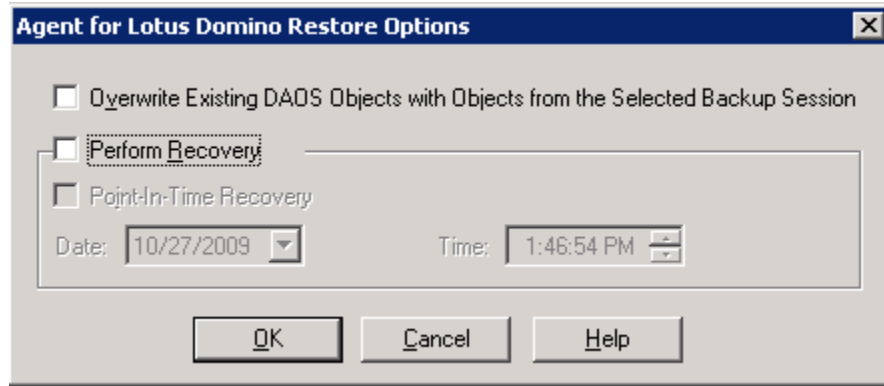 Agent for Lotus Domino Restore Options
Overwrite Existing DAOS Objects with Objects from the Selected Backup Session
Perform Recovery
Point-In-Time Recovery
Date: 10/27/2009 Time: 1:46:54 PM
OK Cancel Help